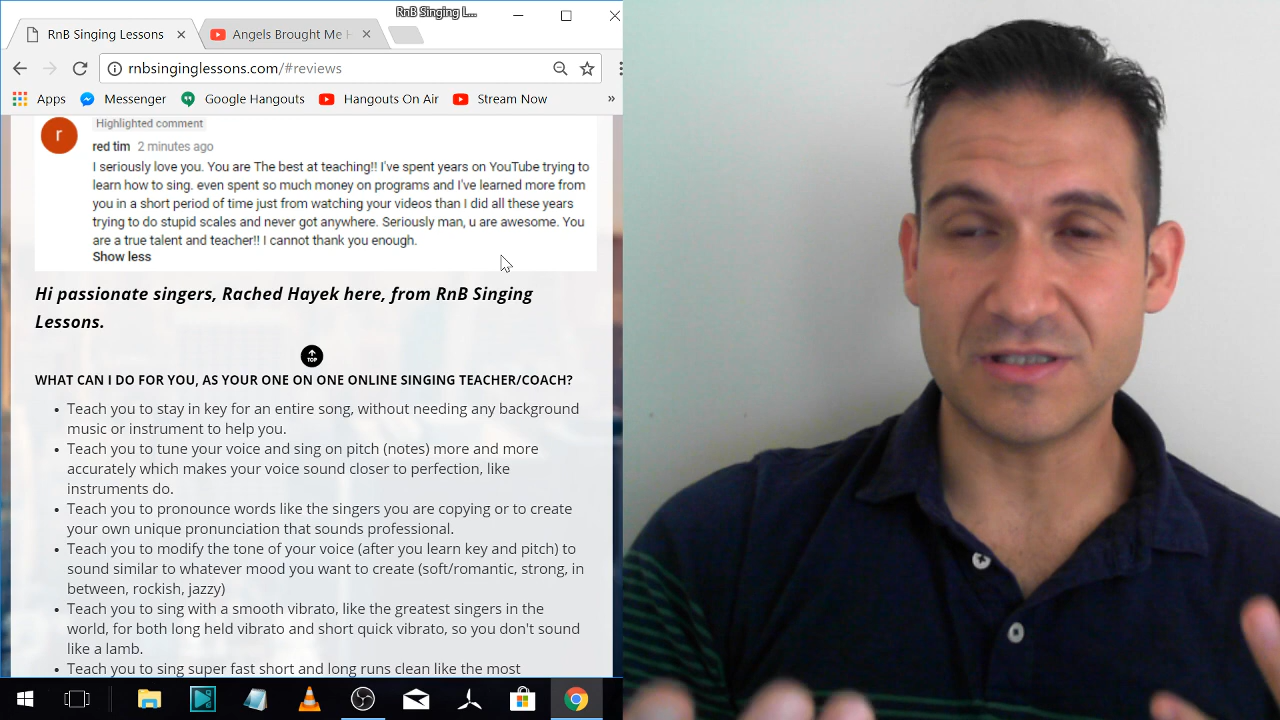 RnB Singing L...
RnB Singing Lessons
Angels Brought Me H
rnbsinginglessons.com/#reviews
Apps Messenger Google Hangouts Hangouts On Air Stream Now »
Highlighted comment
r
red tim 2 minutes ago
I seriously love you. You are The best at teaching!! I've spent years on YouTube trying to
learn how to sing. even spent so much money on programs and I've learned more from
you in a short period of time just from watching your videos than I did all these years
trying to do stupid scales and never got anywhere. Seriously man, u are awesome. You
are a true talent and teacher!! I cannot thank you enough.
Show less
Hi passionate singers, Rached Hayek here, from RnB Singing
Lessons.
TOP
WHAT CAN I DO FOR YOU, AS YOUR ONE ON ONE ONLINE SINGING TEACHER/COACH?
• Teach you to stay in key for an entire song, without needing any background
music or instrument to help you.
• Teach you to tune your voice and sing on pitch (notes) more and more
accurately which makes your voice sound closer to perfection, like
instruments do.
• Teach you to pronounce words like the singers you are copying or to create
your own unique pronunciation that sounds professional.
• Teach you to modify the tone of your voice (after you learn key and pitch) to
sound similar to whatever mood you want to create (soft/romantic, strong, in
between, rockish, jazzy)
• Teach you to sing with a smooth vibrato, like the greatest singers in the
world, for both long held vibrato and short quick vibrato, so you don't sound
like a lamb.
• Teach you to sing super fast short and long runs clean like the most